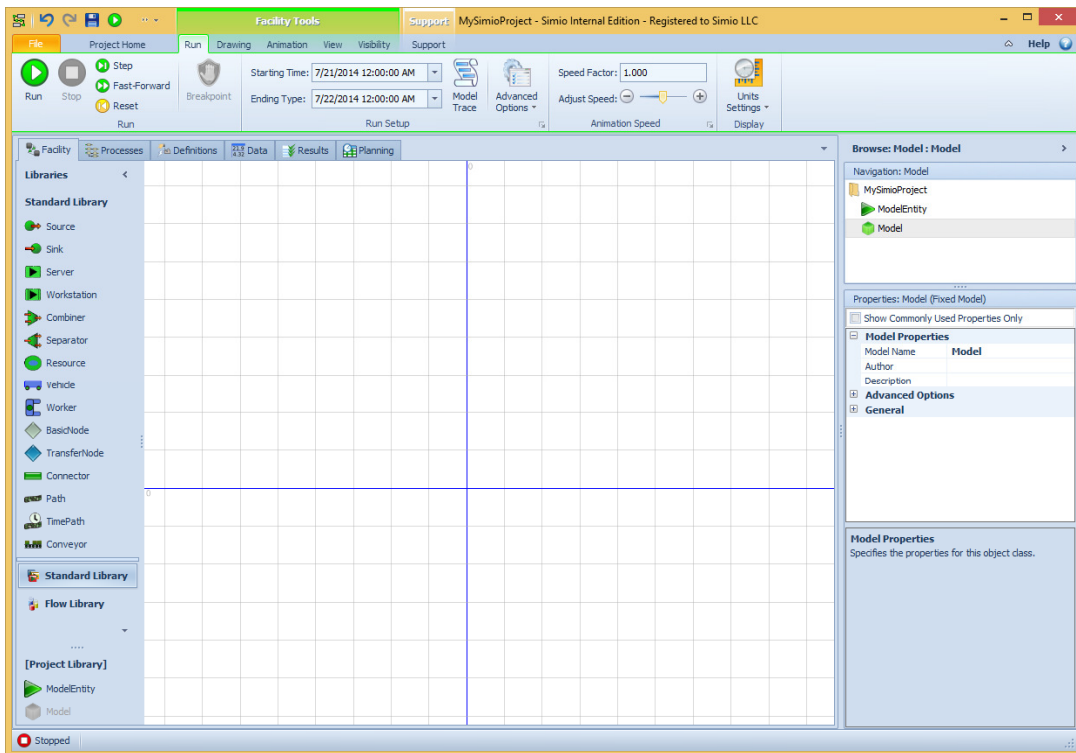 Facility Tools
Support
MySimioProject - Simio Internal Edition - Registered to Simio LLC
File
Project Home
Run
Drawing
Animation
View
Visibility
Support
Help
Run
Stop
Step
Fast-Forward
Reset
Run
Breakpoint
Starting Time: 7/21/2014 12:00:00 AM
Ending Type: 7/22/2014 12:00:00 AM
Run Setup
Model
Trace
Advanced
Options
Speed Factor: 1.000
Adjust Speed:
Animation Speed
Units
Settings
Display
Facility
Processes
Definitions
Data
Results
Planning
Libraries
Standard Library
Source
Sink
Server
Workstation
Combiner
Separator
Resource
Vehicle
Worker
BasicNode
TransferNode
Connector
Path
TimePath
Conveyor
Standard Library
Flow Library
[Project Library]
ModelEntity
Model
0
0
Browse: Model : Model
Navigation: Model
MySimioProject
ModelEntity
Model
Properties: Model (Fixed Model)
Show Commonly Used Properties Only
Model Properties
Model Name Model
Author
Description
Advanced Options
General
Model Properties
Specifies the properties for this object class.
Stopped